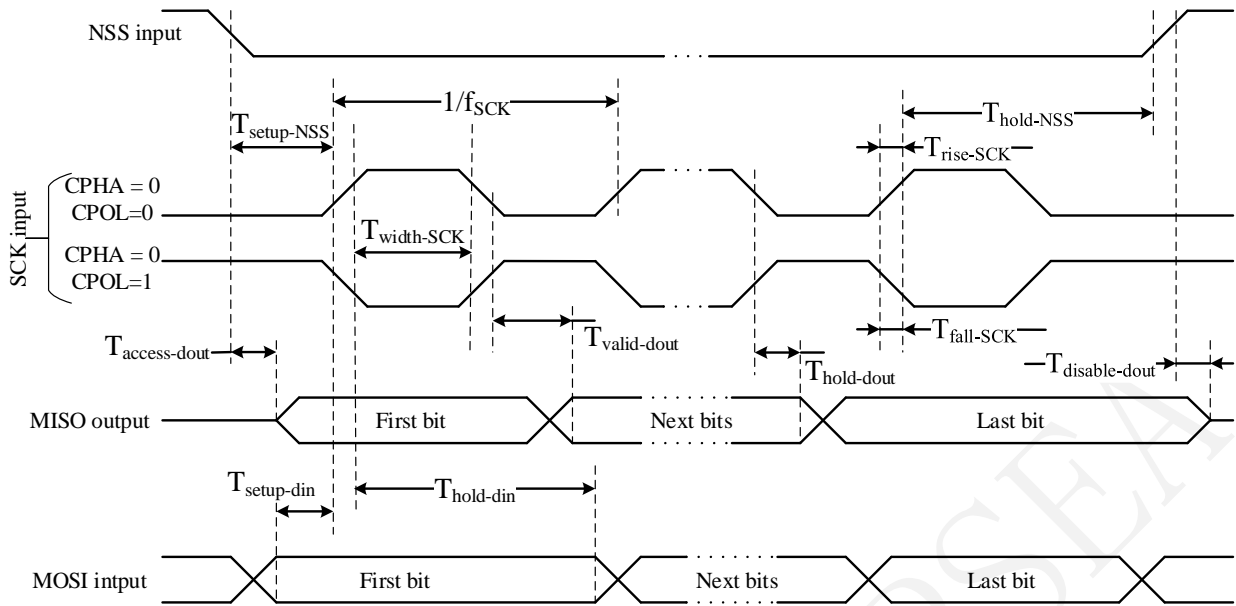 NSS input
1/fSCK
Thold-NSS
Tsetup-NSS
Trise-SCK
SCK input
CPHA = 0
CPOL=0
Twidth-SCK
CPHA = 0
CPOL=1
Tvalid-dout
Tfall-SCK
Taccess-dout
Thold-dout
Tdisable-dout
MISO output
First bit
Next bits
Last bit
Tsetup-din
Thold-din
MOSI intput
First bit
Next bits
Last bit